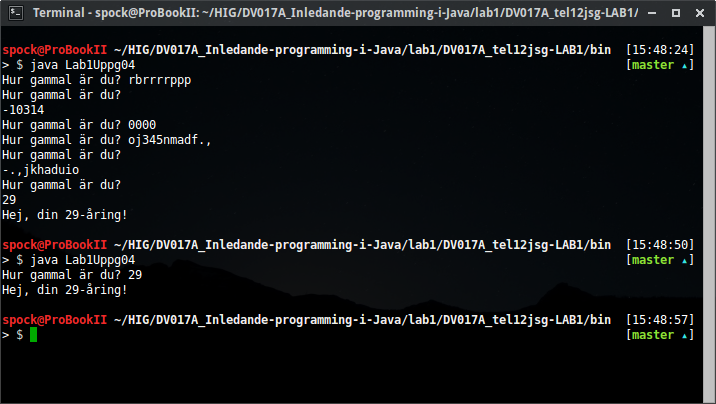 Terminal - spock@ProBookII: ~/HIG/DV017A_Inledande-programming-i-Java/lab1/DV017A_tel12jsg-LAB1/
spock@ProBookII ~/HIG/DV017A_Inledande-programming-i-Java/lab1/DV017A_tel12jsg-LAB1/bin [15:48:24]
> $ java Lab1Uppg04 [master ▴]
Hur gammal är du? rbrrrrppp
Hur gammal är du?
-10314
Hur gammal är du? 0000
Hur gammal är du? oj345nmadf.,
Hur gammal är du?
-.,jkhaduio
Hur gammal är du?
29
Hej, din 29-åring!
spock@ProBookII ~/HIG/DV017A_Inledande-programming-i-Java/lab1/DV017A_tel12jsg-LAB1/bin [15:48:50]
> $ java Lab1Uppg04 [master ▴]
Hur gammal är du? 29
Hej, din 29-åring!
spock@ProBookII ~/HIG/DV017A_Inledande-programming-i-Java/lab1/DV017A_tel12jsg-LAB1/bin [15:48:57]
> $ [master ▴]